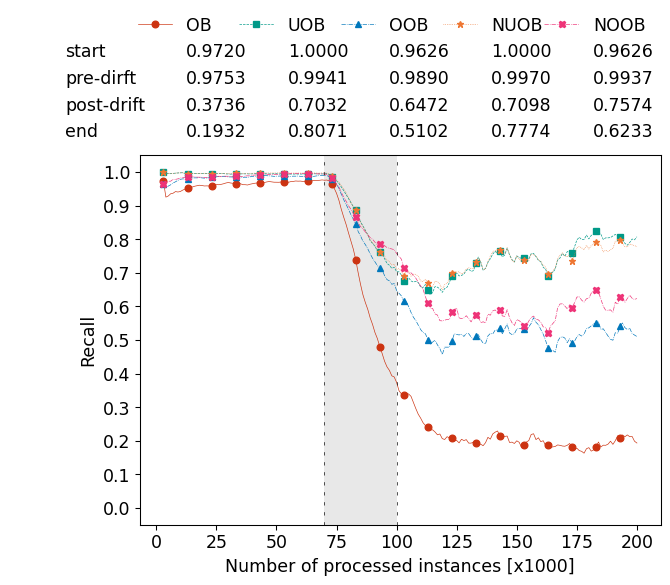 OB UOB OOB NUOB NOOB
start 0.9720 1.0000 0.9626 1.0000 0.9626
pre-dirft 0.9753 0.9941 0.9890 0.9970 0.9937
post-drift 0.3736 0.7032 0.6472 0.7098 0.7574
end 0.1932 0.8071 0.5102 0.7774 0.6233
1.0
0.9
0.8
0.7
0.6
0.5
0.4
0.3
0.2
0.1
0.0
Recall
0 25 50 75 100 125 150 175 200
Number of processed instances [x1000]